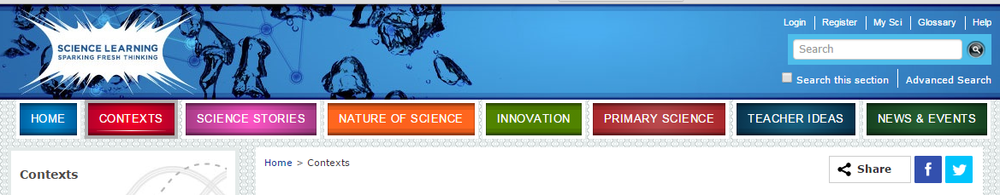 Login Register My Sci Glossary Help
SCIENCE LEARNING
SPARKING FRESH THINKING
Search
Search this section Advanced Search
HOME CONTEXTS SCIENCE STORIES NATURE OF SCIENCE INNOVATION PRIMARY SCIENCE TEACHER IDEAS NEWS & EVENTS
Contexts
Home > Contexts
Share